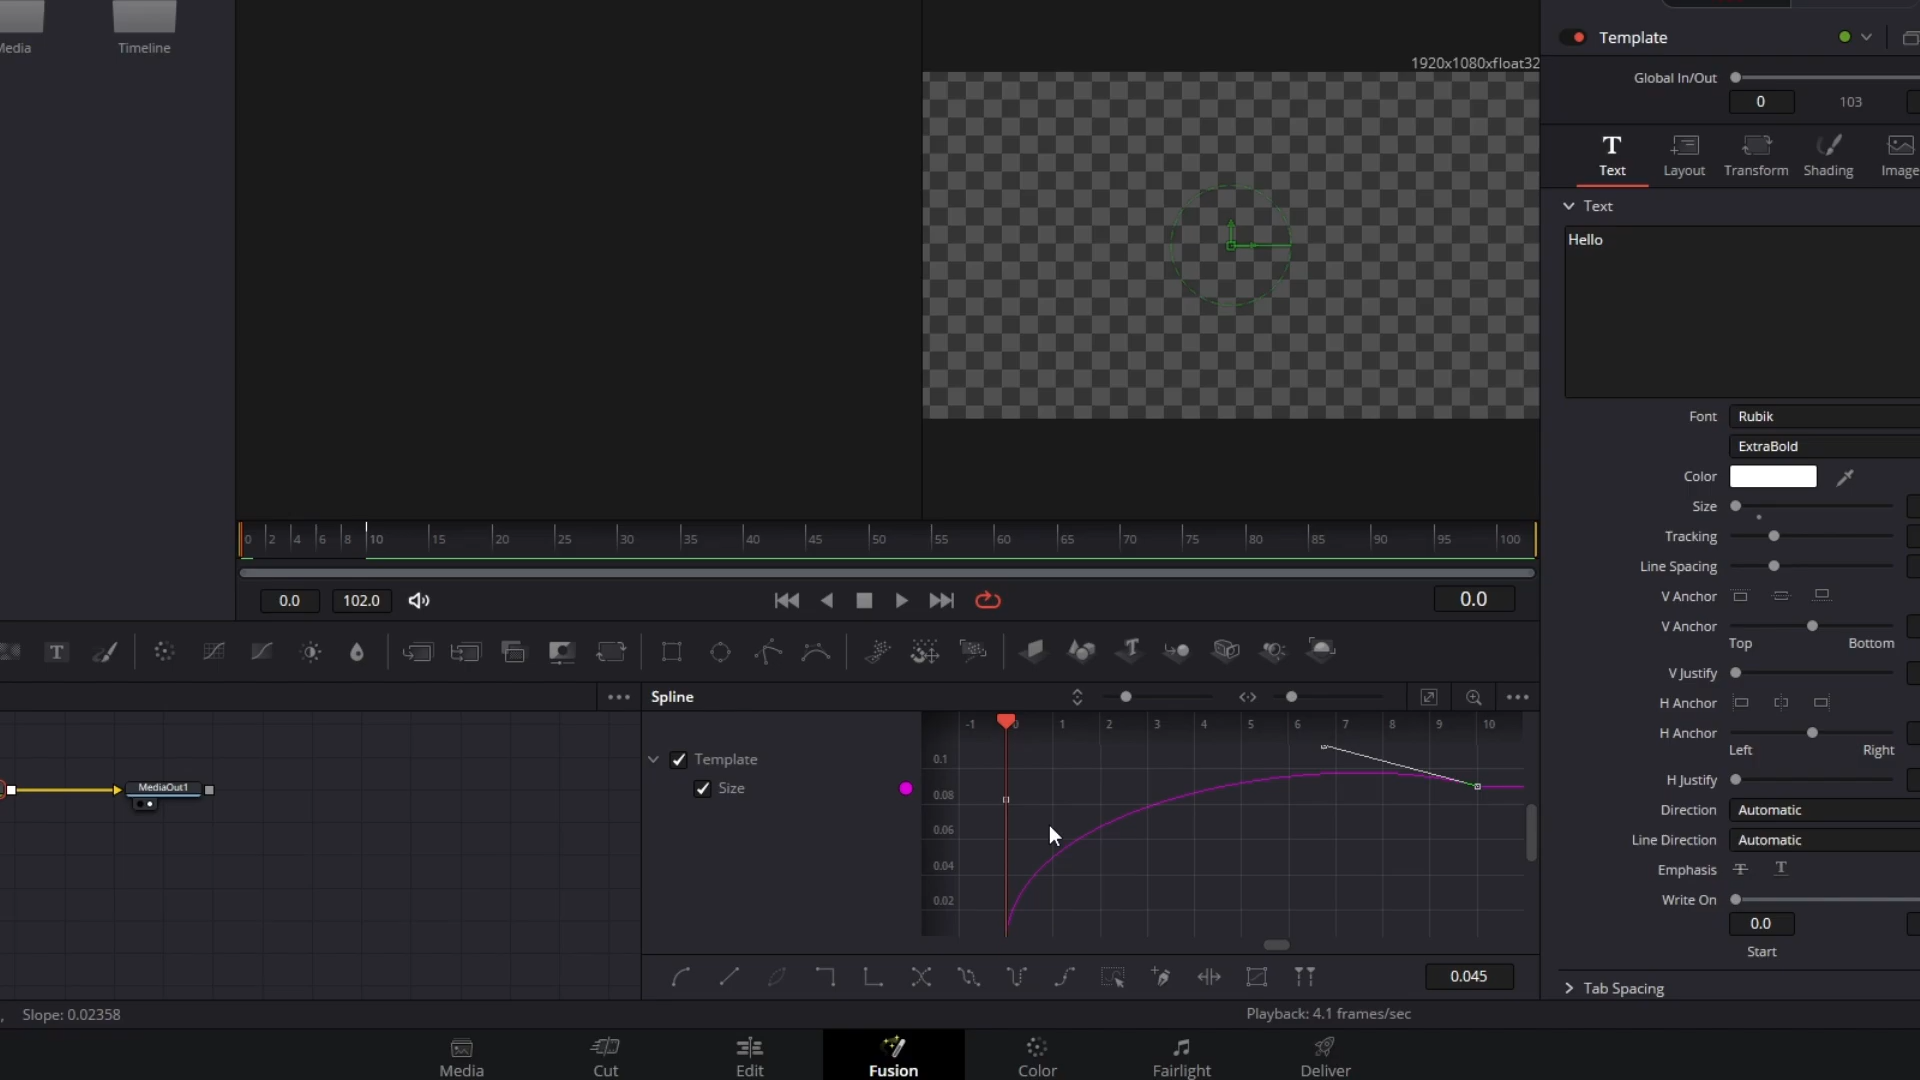 Media
Timeline
1920x1080xfloat32
Template
Global In/Out
0
103
Text
Layout
Transform
Shading
Image
Text
Hello
Font
Rubik
ExtraBold
Color
Size
Tracking
Line Spacing
V Anchor
V Anchor
Top
Bottom
V Justify
H Anchor
H Anchor
Left
Right
H Justify
Direction
Automatic
Line Direction
Automatic
Emphasis
Write On
0.0
Start
Tab Spacing
0 2 4 6 8 10 15 20 25 30 35 40 45 50 55 60 65 70 75 80 85 90 95 100
0.0
102.0
0.0
MediaOut1
Spline
Template
Size
-1 0 1 2 3 4 5 6 7 8 9 10
0.1
0.08
0.06
0.04
0.02
0.045
, Slope: 0.02358
Playback: 4.1 frames/sec
Media
Cut
Edit
Fusion
Color
Fairlight
Deliver